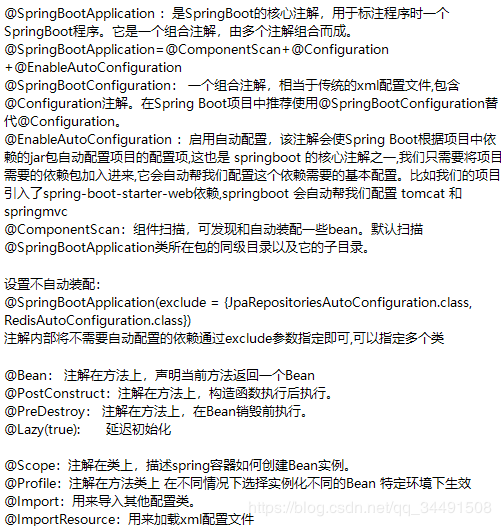 @SpringBootApplication ：是SpringBoot的核心注解，用于标注程序时一个
SpringBoot程序。它是一个组合注解，由多个注解组合而成。
@SpringBootApplication=@ComponentScan+@Configuration
+@EnableAutoConfiguration
@SpringBootConfiguration： 一个组合注解，相当于传统的xml配置文件,包含
@Configuration注解。在Spring Boot项目中推荐使用@SpringBootConfiguration替
代@Configuration。
@EnableAutoConfiguration ：启用自动配置，该注解会使Spring Boot根据项目中依
赖的jar包自动配置项目的配置项,这也是 springboot 的核心注解之一,我们只需要将项目
需要的依赖包加入进来,它会自动帮我们配置这个依赖需要的基本配置。比如我们的项目
引入了spring-boot-starter-web依赖,springboot 会自动帮我们配置 tomcat 和
springmvc
@ComponentScan：组件扫描，可发现和自动装配一些bean。默认扫描
@SpringBootApplication类所在包的同级目录以及它的子目录。
设置不自动装配：
@SpringBootApplication(exclude = {JpaRepositoriesAutoConfiguration.class,
RedisAutoConfiguration.class})
注解内部将不需要自动配置的依赖通过exclude参数指定即可,可以指定多个类
@Bean： 注解在方法上，声明当前方法返回一个Bean
@PostConstruct：注解在方法上，构造函数执行后执行。
@PreDestroy： 注解在方法上，在Bean销毁前执行。
@Lazy(true): 延迟初始化
@Scope：注解在类上，描述spring容器如何创建Bean实例。
@Profile：注解在方法类上 在不同情况下选择实例化不同的Bean 特定环境下生效
@Import：用来导入其他配置类。
@ImportResource：用来加载xml配置文件
https://blog.csdn.net/qq_34491508